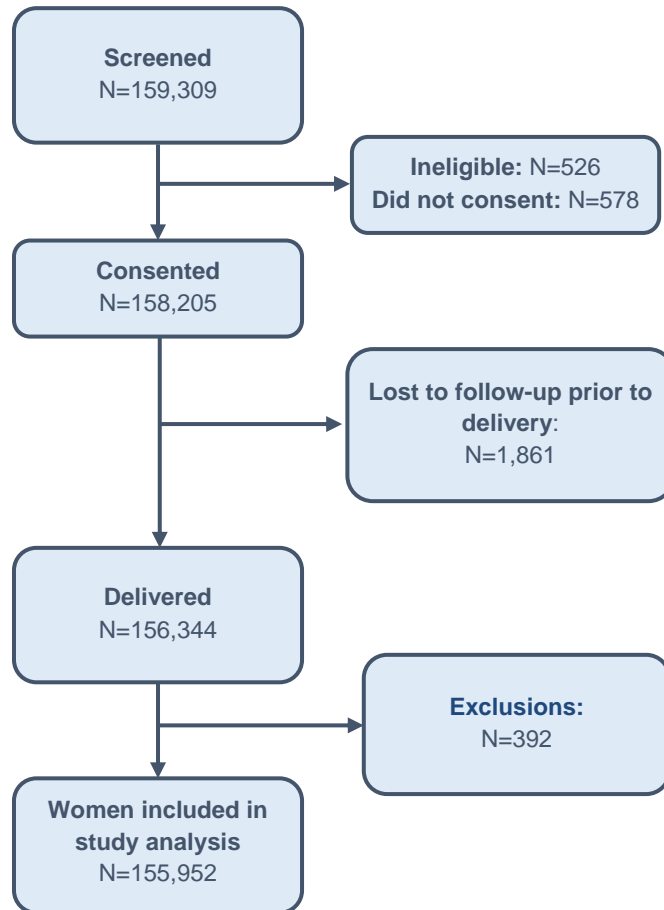 Screened
N=159,309
Ineligible: N=526
Did not consent: N=578
Consented
N=158,205
Lost to follow-up prior to
delivery:
N=1,861
Delivered
N=156,344
Exclusions:
N=392
Women included in
study analysis
N=155,952